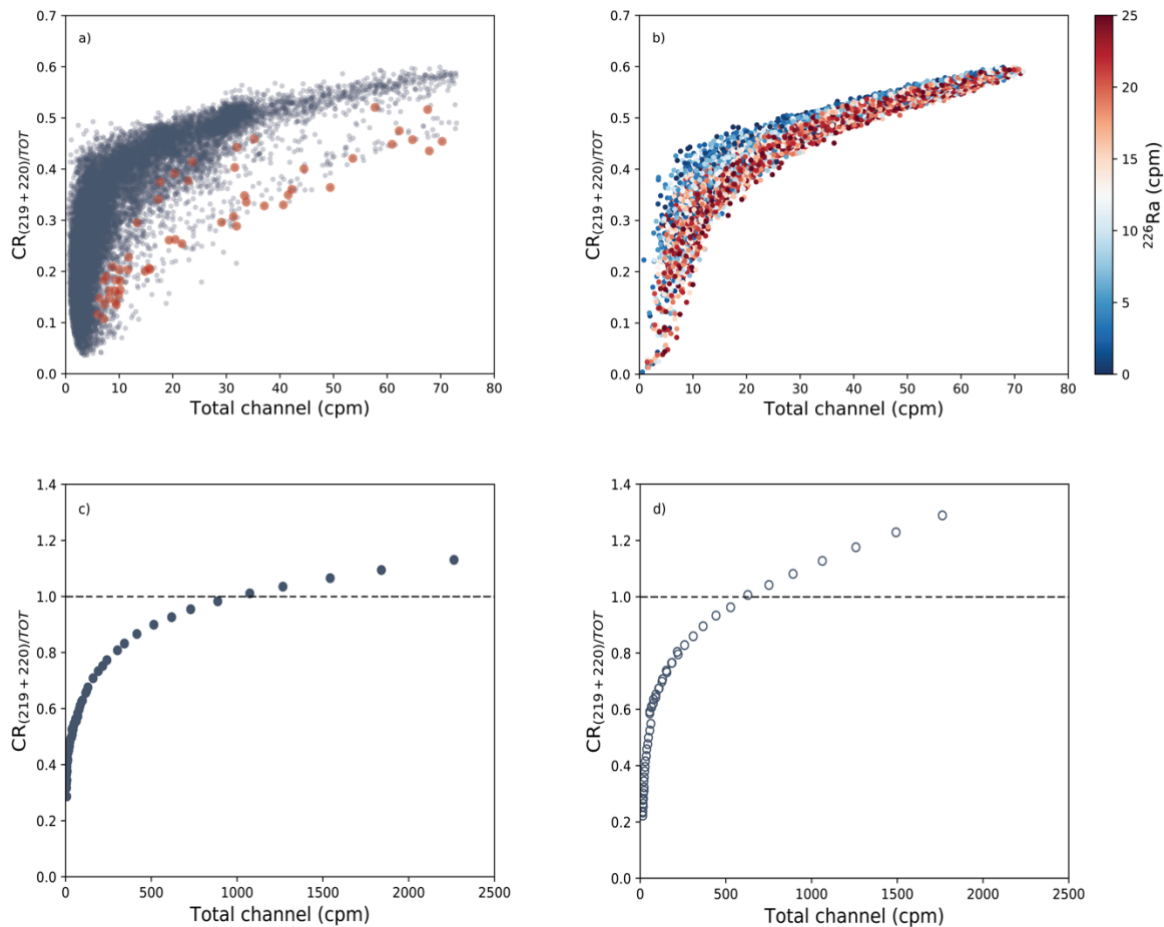 a)
0.7
0.6
0.5
0.4
0.3
0.2
0.1
0.0
CR(219 + 220)/TOT
0 10 20 30 40 50 60 70 80
Total channel (cpm)
b)
0.7
0.6
0.5
0.4
0.3
0.2
0.1
0.0
CR(219 + 220)/TOT
0 10 20 30 40 50 60 70 80
Total channel (cpm)
25
20
15
10
5
0
226Ra (cpm)
c)
1.4
1.2
1.0
0.8
0.6
0.4
0.2
0.0
CR(219 + 220)/TOT
0 500 1000 1500 2000 2500
Total channel (cpm)
d)
1.4
1.2
1.0
0.8
0.6
0.4
0.2
0.0
CR(219 + 220)/TOT
0 500 1000 1500 2000 2500
Total channel (cpm)